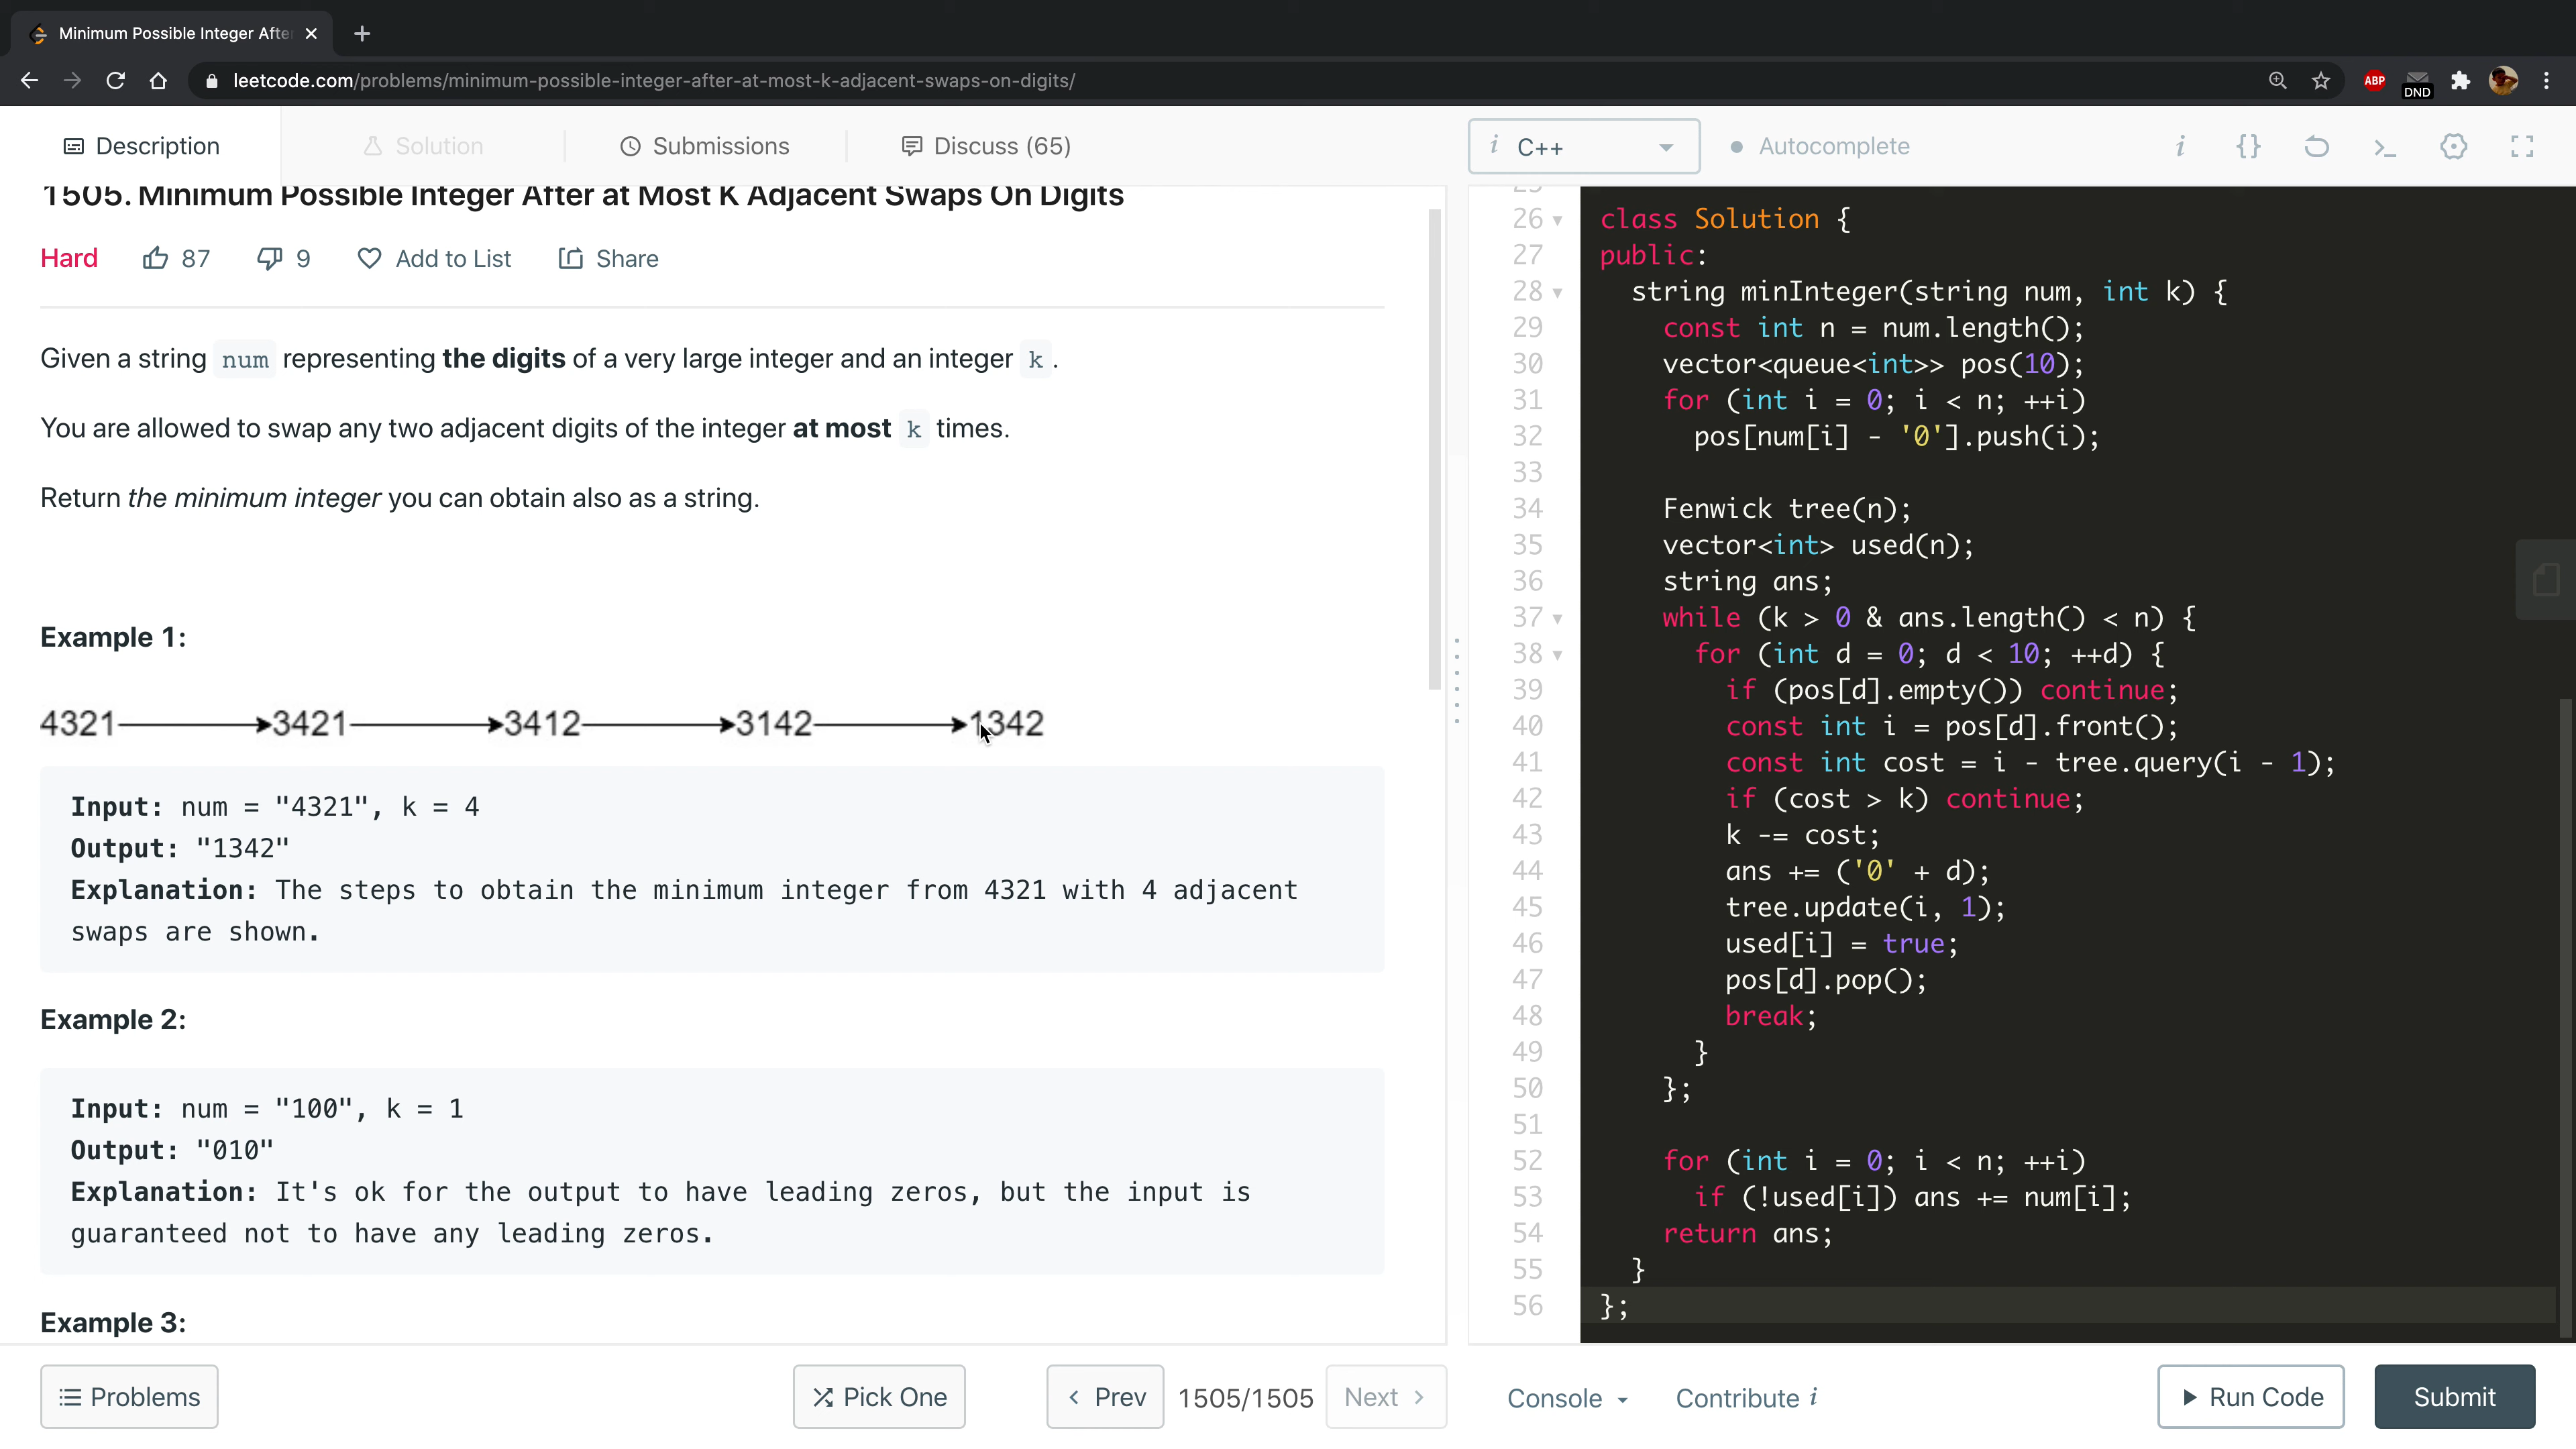 Minimum Possible Integer Afte
leetcode.com/problems/minimum-possible-integer-after-at-most-k-adjacent-swaps-on-digits/
ABP
DND
Description
Solution
Submissions
Discuss (65)
1505. Minimum Possible Integer After at Most K Adjacent Swaps On Digits
Hard 87 9 Add to List Share
Given a string num representing the digits of a very large integer and an integer k .
You are allowed to swap any two adjacent digits of the integer at most k times.
Return the minimum integer you can obtain also as a string.
Example 1:
4321 3421 3412 3142 1342
Input: num = "4321", k = 4
Output: "1342"
Explanation: The steps to obtain the minimum integer from 4321 with 4 adjacent
swaps are shown.
Example 2:
Input: num = "100", k = 1
Output: "010"
Explanation: It's ok for the output to have leading zeros, but the input is
guaranteed not to have any leading zeros.
Example 3:
Problems
Pick One
Prev
1505/1505
Next
i C++
Autocomplete
26 class Solution {
27 public:
28 string minInteger(string num, int k) {
29 const int n = num.length();
30 vector<queue<int>> pos(10);
31 for (int i = 0; i < n; ++i)
32 pos[num[i] - '0'].push(i);
33
34 Fenwick tree(n);
35 vector<int> used(n);
36 string ans;
37 while (k > 0 & ans.length() < n) {
38 for (int d = 0; d < 10; ++d) {
39 if (pos[d].empty()) continue;
40 const int i = pos[d].front();
41 const int cost = i - tree.query(i - 1);
42 if (cost > k) continue;
43 k -= cost;
44 ans += ('0' + d);
45 tree.update(i, 1);
46 used[i] = true;
47 pos[d].pop();
48 break;
49 }
50 };
51
52 for (int i = 0; i < n; ++i)
53 if (!used[i]) ans += num[i];
54 return ans;
55 }
56 };
Console
Contribute i
Run Code
Submit